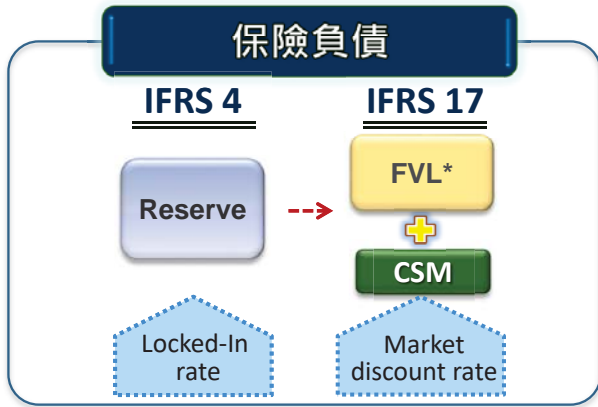 保險負債
IFRS 4
IFRS 17
Reserve
FVL*
CSM
Locked-In
rate
Market
discount rate